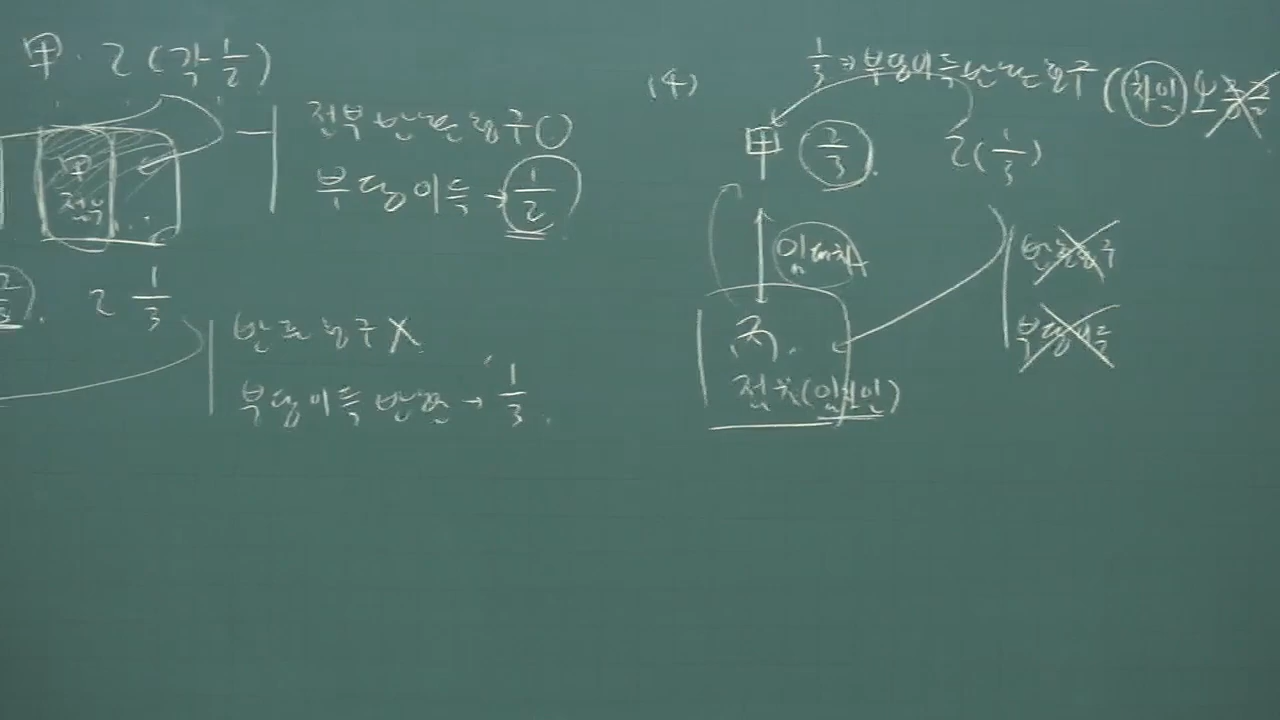 甲 · 乙 (각 1/2)
전부 반환청구 ○
甲
전부
부당이득 → 1/2
2/3. 乙 1/3
반환청구 X
부당이득 반환 → 1/3.
(4)
1/3 ⇒ 부당이득반환청구 (차임)
甲 2/3. 乙(1/3)
임대차
반환청구
부당이득
丙.
점유(임차인)